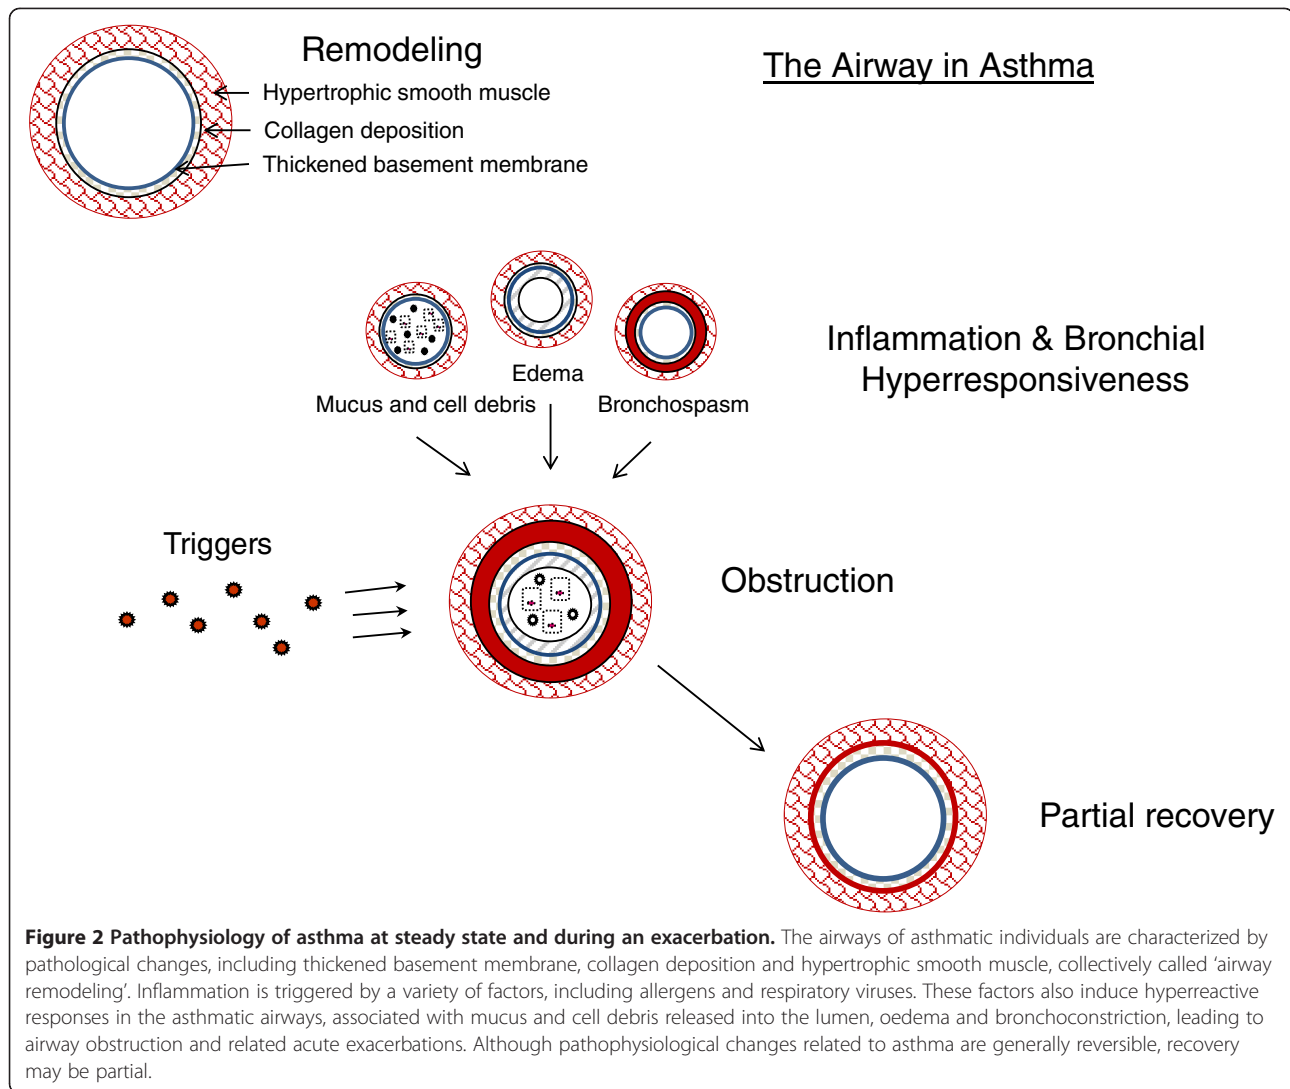 Remodeling
The Airway in Asthma
Hypertrophic smooth muscle
Collagen deposition
Thickened basement membrane
Edema
Mucus and cell debris
Bronchospasm
Inflammation & Bronchial
Hyperresponsiveness
Triggers
Obstruction
Partial recovery
Figure 2 Pathophysiology of asthma at steady state and during an exacerbation. The airways of asthmatic individuals are characterized by
pathological changes, including thickened basement membrane, collagen deposition and hypertrophic smooth muscle, collectively called ‘airway
remodeling’. Inflammation is triggered by a variety of factors, including allergens and respiratory viruses. These factors also induce hyperreactive
responses in the asthmatic airways, associated with mucus and cell debris released into the lumen, oedema and bronchoconstriction, leading to
airway obstruction and related acute exacerbations. Although pathophysiological changes related to asthma are generally reversible, recovery
may be partial.